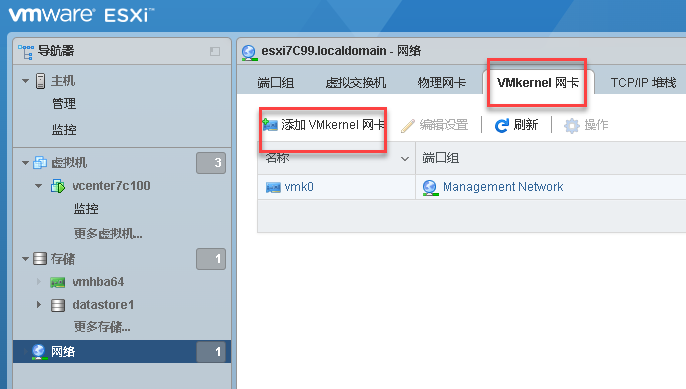 vmware ESXi™
导航器
主机
管理
监控
虚拟机 3
vcenter7c100
监控
更多虚拟机...
存储 1
vmhba64
datastore1
更多存储...
网络 1
esxi7C99.localdomain - 网络
端口组 虚拟交换机 物理网卡 VMkernel 网卡 TCP/IP 堆栈
添加 VMkernel 网卡 编辑设置 刷新 操作
名称 端口组
vmk0 Management Network